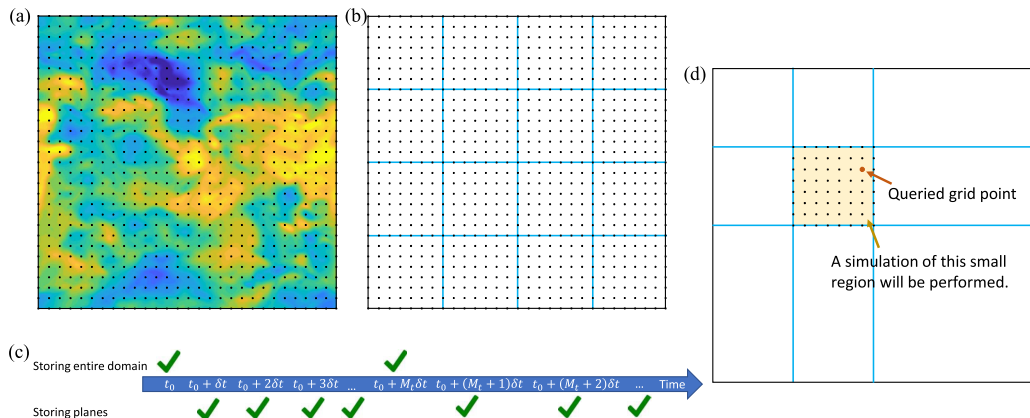 (a)
(b)
(d)
Queried grid point
A simulation of this small
region will be performed.
(c)
Storing entire domain
t₀ t₀ + δt t₀ + 2δt t₀ + 3δt ... t₀ + Mₜδt t₀ + (Mₜ + 1)δt t₀ + (Mₜ + 2)δt ... Time
Storing planes